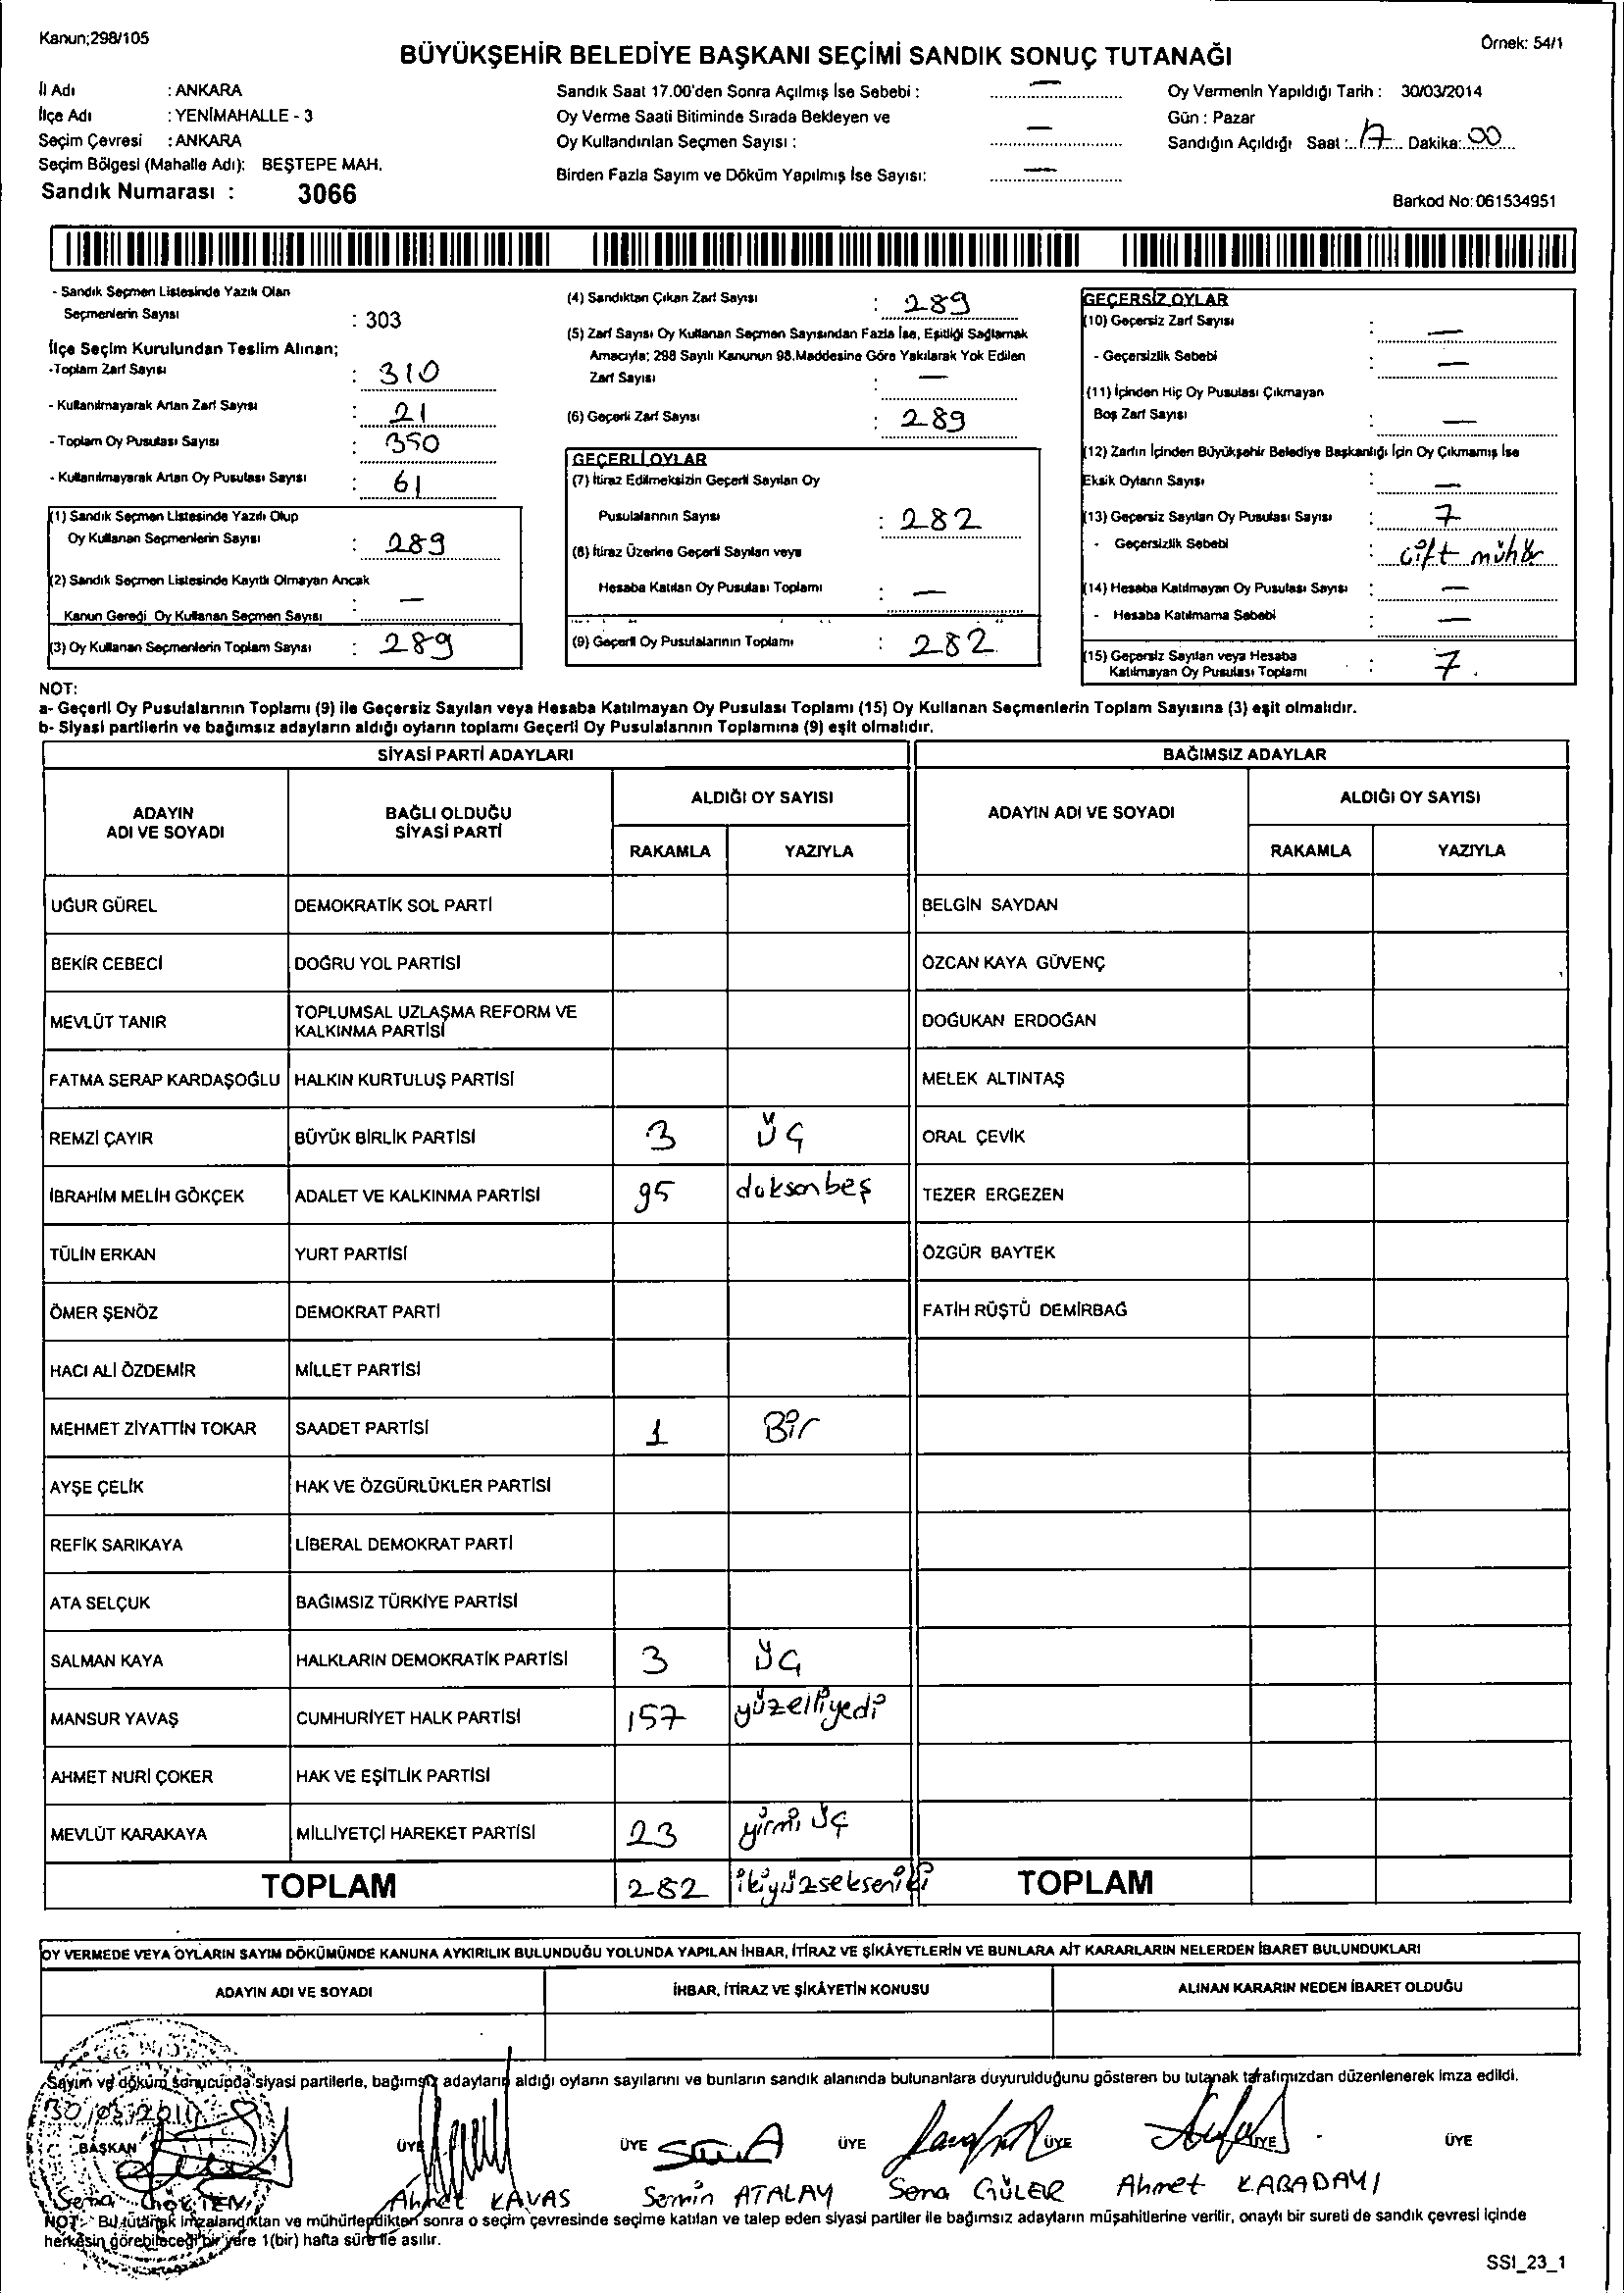 Kanun;298/105
Örnek: 54/1
BÜYÜKŞEHİR BELEDİYE BAŞKANI SEÇİMİ SANDIK SONUÇ TUTANAĞI
İl Adı : ANKARA
İlçe Adı : YENİMAHALLE - 3
Seçim Çevresi : ANKARA
Seçim Bölgesi (Mahalle Adı): BEŞTEPE MAH.
Sandık Numarası : 3066
Sandık Saat 17.00'den Sonra Açılmış İse Sebebi : —
Oy Verme Saati Bitiminde Sırada Bekleyen ve
Oy Kullandırılan Seçmen Sayısı : —
Birden Fazla Sayım ve Döküm Yapılmış İse Sayısı: —
Oy Vermenin Yapıldığı Tarih : 30/03/2014
Gün : Pazar
Sandığın Açıldığı Saat : 17 Dakika: 00
Barkod No: 061534951
- Sandık Seçmen Listesinde Yazılı Olan
Seçmenlerin Sayısı : 303
İlçe Seçim Kurulundan Teslim Alınan;
-Toplam Zarf Sayısı : 310
- Kullanılmayarak Artan Zarf Sayısı : 21
- Toplam Oy Pusulası Sayısı : 350
- Kullanılmayarak Artan Oy Pusulası Sayısı : 61
(1) Sandık Seçmen Listesinde Yazılı Olup
Oy Kullanan Seçmenlerin Sayısı : 289
(2) Sandık Seçmen Listesinde Kayıtlı Olmayan Ancak
Kanun Gereği Oy Kullanan Seçmen Sayısı : —
(3) Oy Kullanan Seçmenlerin Toplam Sayısı : 289
(4) Sandıktan Çıkan Zarf Sayısı : 289
(5) Zarf Sayısı Oy Kullanan Seçmen Sayısından Fazla İse, Eşitliği Sağlamak
Amacıyla; 298 Sayılı Kanunun 98.Maddesine Göre Yakılarak Yok Edilen
Zarf Sayısı : —
(6) Geçerli Zarf Sayısı : 289
GEÇERLİ OYLAR
(7) İtiraz Edilmeksizin Geçerli Sayılan Oy
Pusulalarının Sayısı : 282
(8) İtiraz Üzerine Geçerli Sayılan veya
Hesaba Katılan Oy Pusulası Toplamı : —
(9) Geçerli Oy Pusulalarının Toplamı : 282
GEÇERSİZ OYLAR
(10) Geçersiz Zarf Sayısı : —
- Geçersizlik Sebebi : —
(11) İçinden Hiç Oy Pusulası Çıkmayan
Boş Zarf Sayısı : —
(12) Zarfın İçinden Büyükşehir Belediye Başkanlığı İçin Oy Çıkmamış İse
Eksik Oyların Sayısı : —
(13) Geçersiz Sayılan Oy Pusulası Sayısı : 7
- Geçersizlik Sebebi : çift mühür
(14) Hesaba Katılmayan Oy Pusulası Sayısı : —
- Hesaba Katılmama Sebebi : —
(15) Geçersiz Sayılan veya Hesaba
Katılmayan Oy Pusulası Toplamı : 7.
NOT:
a- Geçerli Oy Pusulalarının Toplamı (9) ile Geçersiz Sayılan veya Hesaba Katılmayan Oy Pusulası Toplamı (15) Oy Kullanan Seçmenlerin Toplam Sayısına (3) eşit olmalıdır.
b- Siyasi partilerin ve bağımsız adayların aldığı oyların toplamı Geçerli Oy Pusulalarının Toplamına (9) eşit olmalıdır.
SİYASİ PARTİ ADAYLARI BAĞIMSIZ ADAYLAR
ADAYIN ADI VE SOYADI BAĞLI OLDUĞU SİYASİ PARTİ ALDIĞI OY SAYISI ADAYIN ADI VE SOYADI ALDIĞI OY SAYISI
RAKAMLA YAZIYLA RAKAMLA YAZIYLA
UĞUR GÜREL DEMOKRATİK SOL PARTİ BELGİN SAYDAN
BEKİR CEBECİ DOĞRU YOL PARTİSİ ÖZCAN KAYA GÜVENÇ
MEVLÜT TANIR TOPLUMSAL UZLAŞMA REFORM VE KALKINMA PARTİSİ DOĞUKAN ERDOĞAN
FATMA SERAP KARDAŞOĞLU HALKIN KURTULUŞ PARTİSİ MELEK ALTINTAŞ
REMZİ ÇAYIR BÜYÜK BİRLİK PARTİSİ 3 üç ORAL ÇEVİK
İBRAHİM MELİH GÖKÇEK ADALET VE KALKINMA PARTİSİ 95 doksanbeş TEZER ERGEZEN
TÜLİN ERKAN YURT PARTİSİ ÖZGÜR BAYTEK
ÖMER ŞENÖZ DEMOKRAT PARTİ FATİH RÜŞTÜ DEMİRBAĞ
HACI ALİ ÖZDEMİR MİLLET PARTİSİ
MEHMET ZİYATTİN TOKAR SAADET PARTİSİ 1 Bir
AYŞE ÇELİK HAK VE ÖZGÜRLÜKLER PARTİSİ
REFİK SARIKAYA LİBERAL DEMOKRAT PARTİ
ATA SELÇUK BAĞIMSIZ TÜRKİYE PARTİSİ
SALMAN KAYA HALKLARIN DEMOKRATİK PARTİSİ 3 üç
MANSUR YAVAŞ CUMHURİYET HALK PARTİSİ 157 yüzelliyedi
AHMET NURİ ÇOKER HAK VE EŞİTLİK PARTİSİ
MEVLÜT KARAKAYA MİLLİYETÇİ HAREKET PARTİSİ 23 yirmi üç
TOPLAM 282 ikiyüzsekseniki TOPLAM
OY VERMEDE VEYA OYLARIN SAYIM DÖKÜMÜNDE KANUNA AYKIRILIK BULUNDUĞU YOLUNDA YAPILAN İHBAR, İTİRAZ VE ŞİKÂYETLERİN VE BUNLARA AİT KARARLARIN NELERDEN İBARET BULUNDUKLARI
ADAYIN ADI VE SOYADI İHBAR, İTİRAZ VE ŞİKÂYETİN KONUSU ALINAN KARARIN NEDEN İBARET OLDUĞU
Sayım ve döküm sonucunda siyasi partilerle, bağımsız adayların aldığı oyların sayılarını ve bunların sandık alanında bulunanlara duyurulduğunu gösteren bu tutanak tarafımızdan düzenlenerek imza edildi.
30/03/201
BAŞKAN ÜYE ÜYE ÜYE ÜYE ÜYE ÜYE
Sena GÖKTEN Ahmet KAVAS Semin ATALAY Sena GÜLER Ahmet KARADAYI
NOT: Bu tutanak imzalandıktan ve mühürlendikten sonra o seçim çevresinde seçime katılan ve talep eden siyasi partiler ile bağımsız adayların müşahitlerine verilir, onaylı bir sureti de sandık çevresi içinde
herkesin görebileceği bir yere 1(bir) hafta süre ile asılır.
SSI_23_1